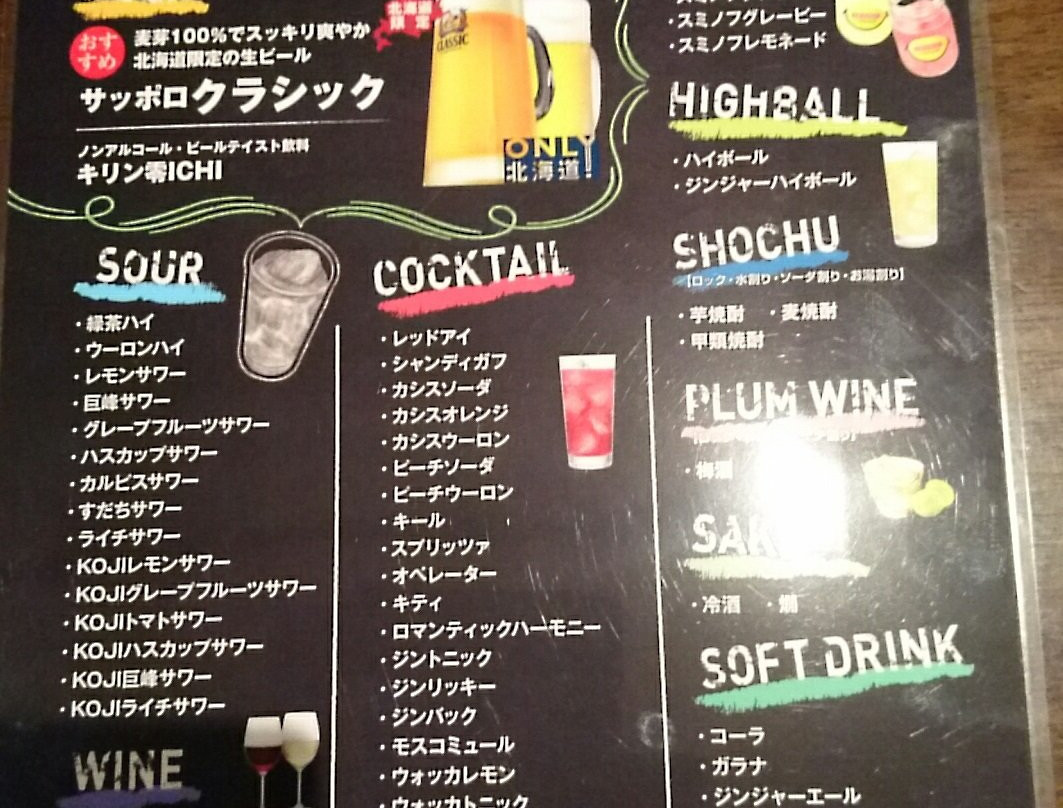 おすすめ
麦芽100%でスッキリ爽やか
北海道限定の生ビール
サッポロクラシック
ノンアルコール・ビールテイスト飲料
キリン零ICHI
北海道限定
CLASSIC
ONLY
北海道
SOUR
・緑茶ハイ
・ウーロンハイ
・レモンサワー
・巨峰サワー
・グレープフルーツサワー
・ハスカップサワー
・カルピスサワー
・すだちサワー
・ライチサワー
・KOJIレモンサワー
・KOJIグレープフルーツサワー
・KOJIトマトサワー
・KOJIハスカップサワー
・KOJI巨峰サワー
・KOJIライチサワー
WINE
COCKTAIL
・レッドアイ
・シャンディガフ
・カシスソーダ
・カシスオレンジ
・カシスウーロン
・ピーチソーダ
・ピーチウーロン
・キール
・スプリッツァ
・オペレーター
・キティ
・ロマンティックハーモニー
・ジントニック
・ジンリッキー
・ジンバック
・モスコミュール
・ウォッカレモン
・ウォッカトニック
・スミノフグレービー
・スミノフレモネード
HIGHBALL
・ハイボール
・ジンジャーハイボール
SHOCHU
【ロック・水割り・ソーダ割り・お湯割り】
・芋焼酎 ・麦焼酎
・甲類焼酎
PLUM WINE
・梅酒
・冷酒 ・燗
SOFT DRINK
・コーラ
・ガラナ
・ジンジャーエール